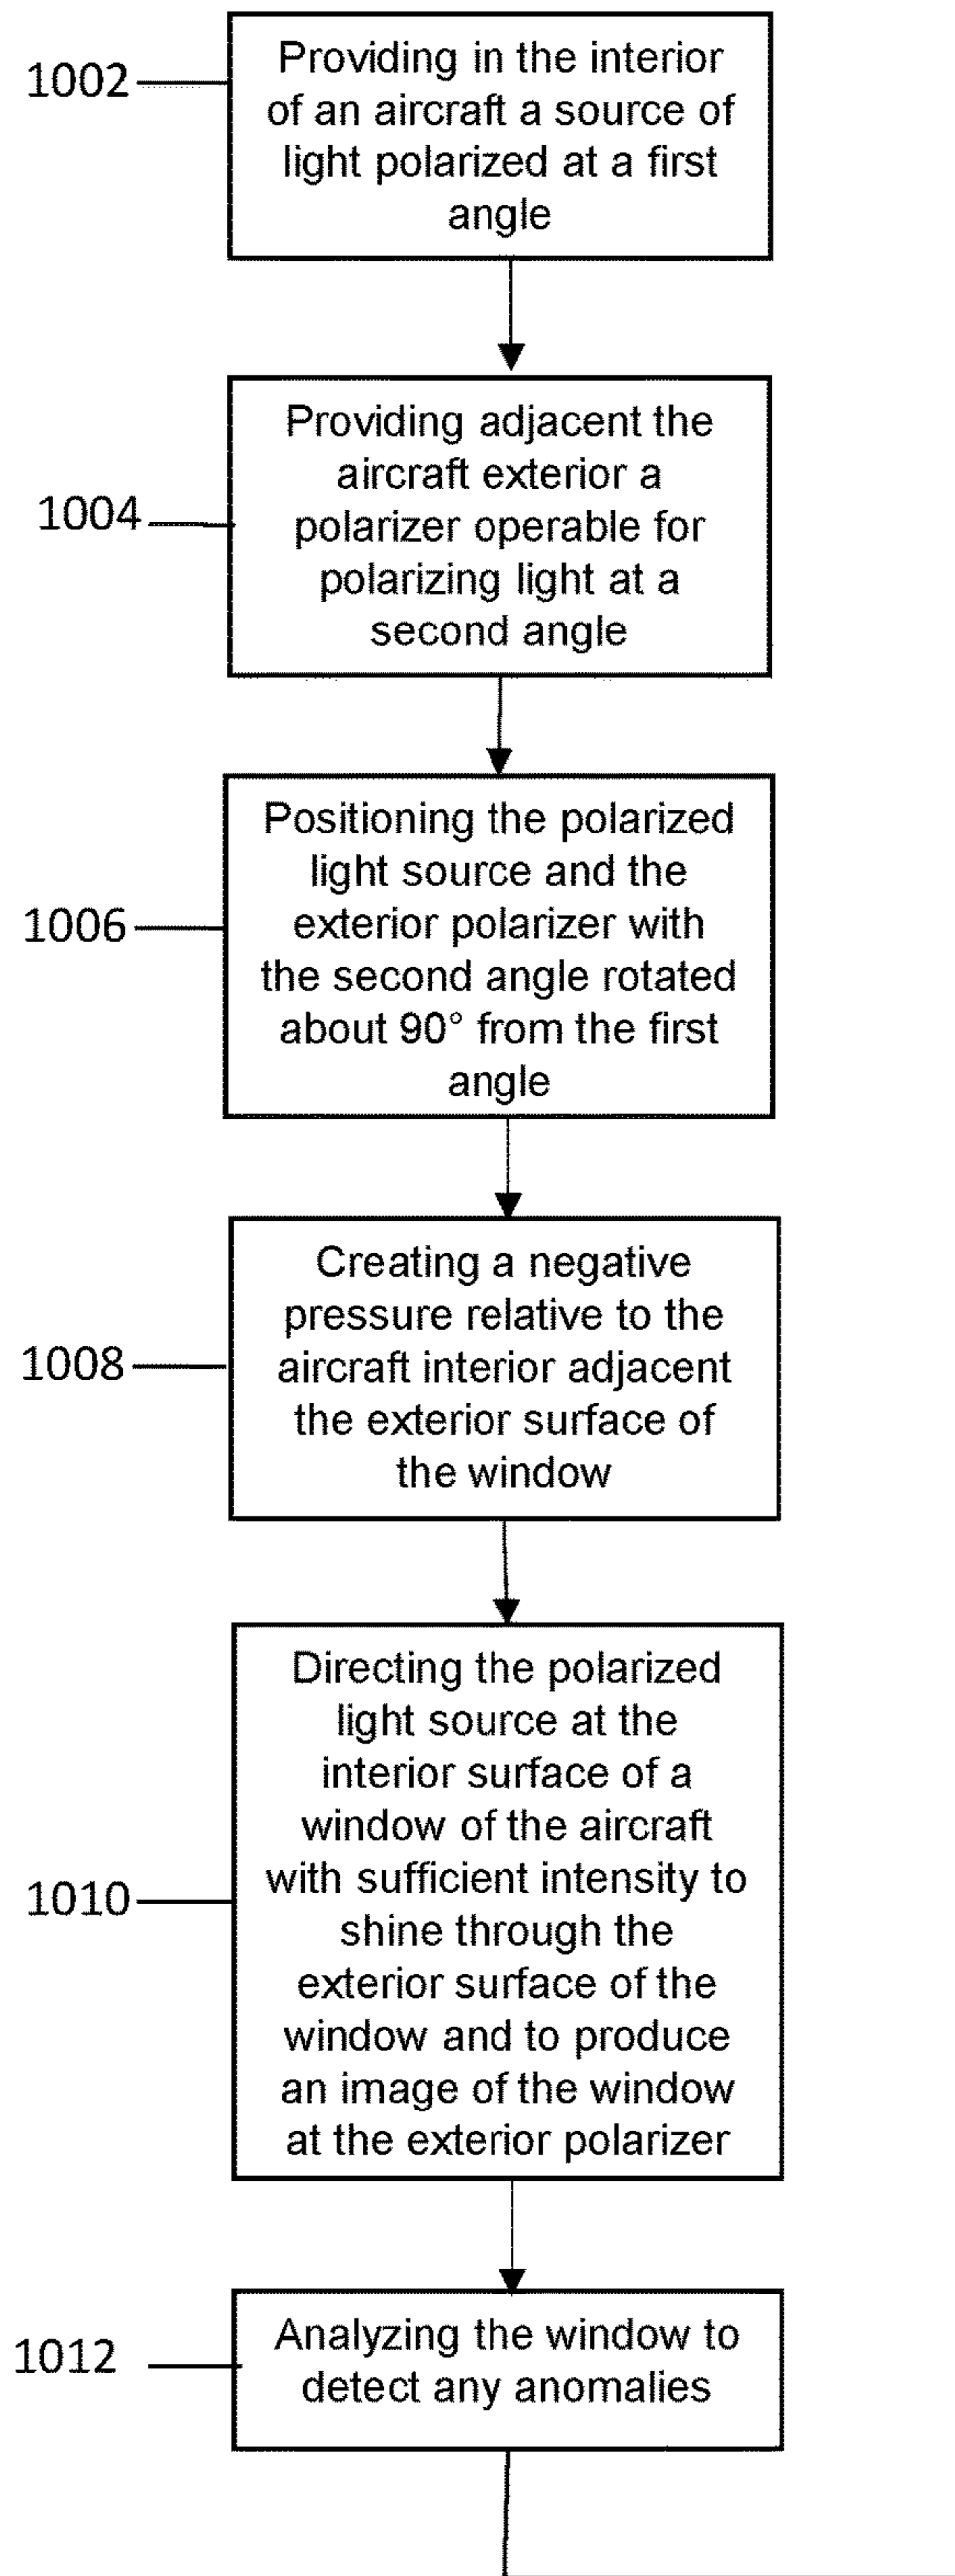 1002
Providing in the interior
of an aircraft a source of
light polarized at a first
angle
1004
Providing adjacent the
aircraft exterior a
polarizer operable for
polarizing light at a
second angle
1006
Positioning the polarized
light source and the
exterior polarizer with
the second angle rotated
about 90° from the first
angle
1008
Creating a negative
pressure relative to the
aircraft interior adjacent
the exterior surface of
the window
1010
Directing the polarized
light source at the
interior surface of a
window of the aircraft
with sufficient intensity to
shine through the
exterior surface of the
window and to produce
an image of the window
at the exterior polarizer
1012
Analyzing the window to
detect any anomalies